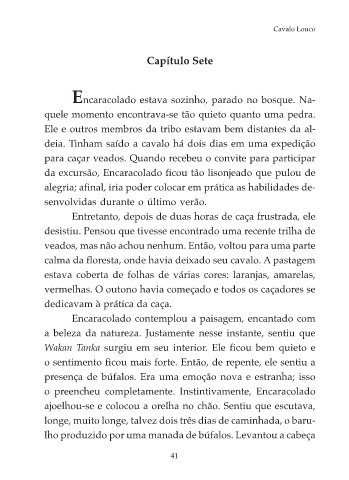 Cavalo Louco
Capítulo Sete
Encaracolado estava sozinho, parado no bosque. Na-
quele momento encontrava-se tão quieto quanto uma pedra.
Ele e outros membros da tribo estavam bem distantes da al-
deia. Tinham saído a cavalo há dois dias em uma expedição
para caçar veados. Quando recebeu o convite para participar
da excursão, Encaracolado ficou tão lisonjeado que pulou de
alegria; afinal, iria poder colocar em prática as habilidades de-
senvolvidas durante o último verão.
Entretanto, depois de duas horas de caça frustrada, ele
desistiu. Pensou que tivesse encontrado uma recente trilha de
veados, mas não achou nenhum. Então, voltou para uma parte
calma da floresta, onde havia deixado seu cavalo. A pastagem
estava coberta de folhas de várias cores: laranjas, amarelas,
vermelhas. O outono havia começado e todos os caçadores se
dedicavam à prática da caça.
Encaracolado contemplou a paisagem, encantado com
a beleza da natureza. Justamente nesse instante, sentiu que
Wakan Tanka surgiu em seu interior. Ele ficou bem quieto e
o sentimento ficou mais forte. Então, de repente, ele sentiu a
presença de búfalos. Era uma emoção nova e estranha; isso
o preencheu completamente. Instintivamente, Encaracolado
ajoelhou-se e colocou a orelha no chão. Sentiu que escutava,
longe, muito longe, talvez dois três dias de caminhada, o baru-
lho produzido por uma manada de búfalos. Levantou a cabeça
41